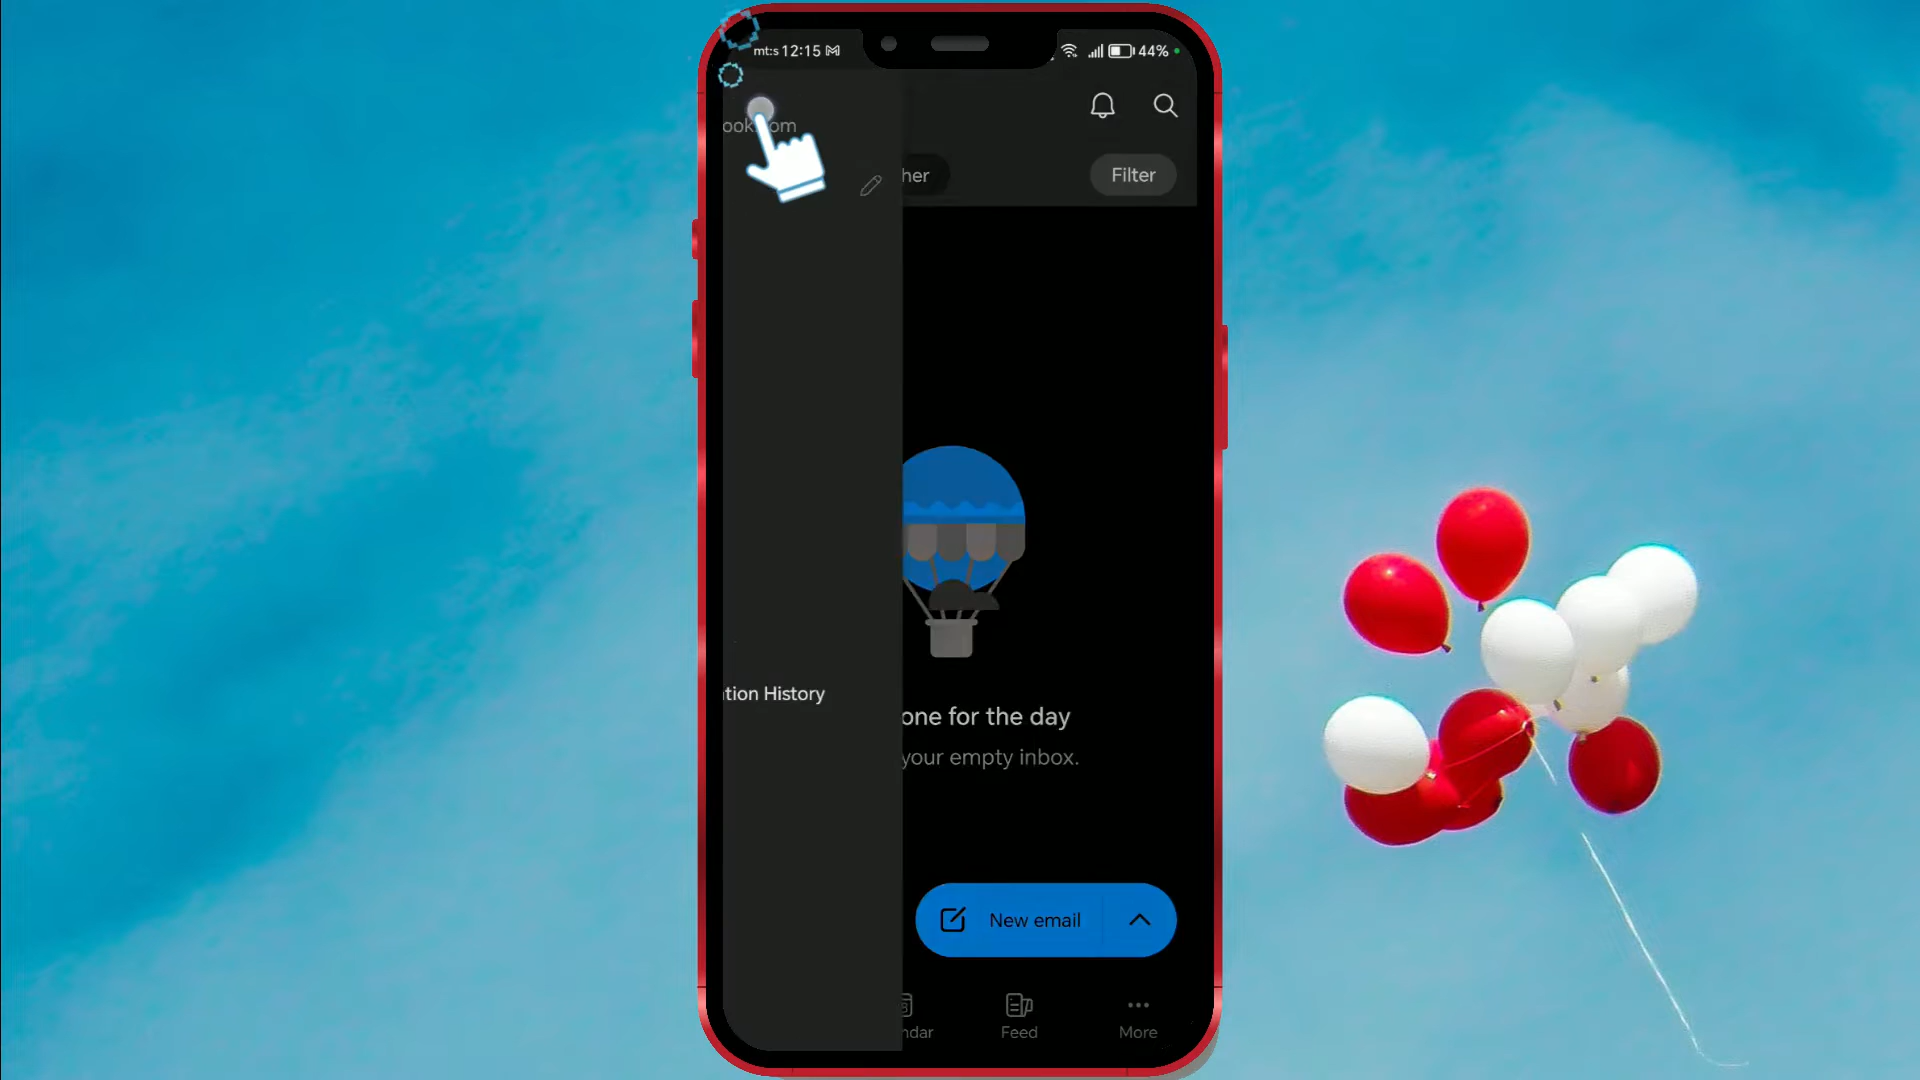 mt:s 12:15 44%
ook.com
her Filter
tion History
one for the day
your empty inbox.
New email
ndar Feed More